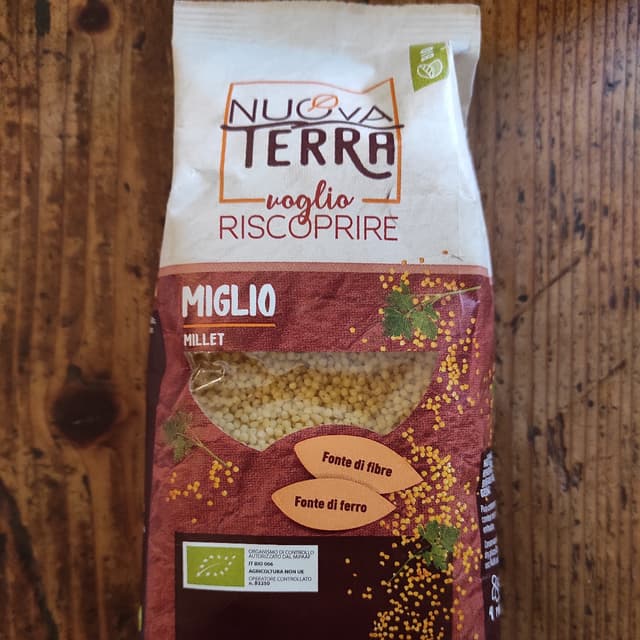 NUOVA
TERRA
voglio
RISCOPRIRE
MIGLIO
MILLET
Fonte di fibre
Fonte di ferro
ORGANISMO DI CONTROLLO
AUTORIZZATO DAL MIPAAF
IT BIO 006
AGRICOLTURA NON UE
OPERATORE CONTROLLATO
n. B3350